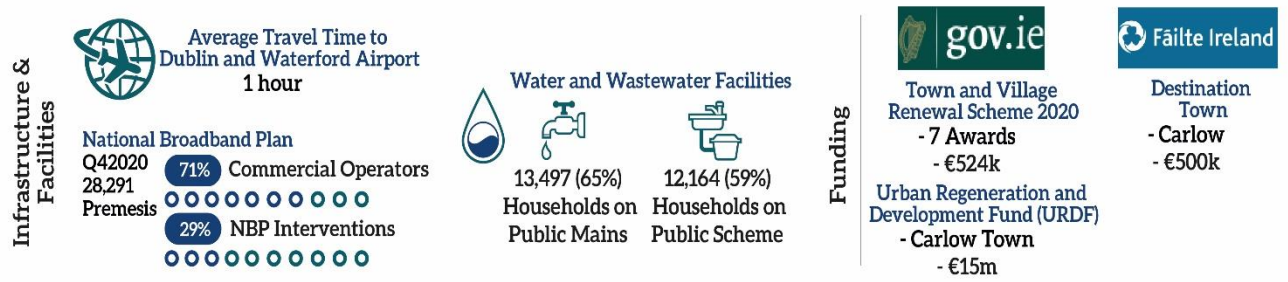 Infrastructure &
Facilities
Average Travel Time to
Dublin and Waterford Airport
1 hour
National Broadband Plan
Q42020
28,291
Premesis
71% Commercial Operators
29% NBP Interventions
Water and Wastewater Facilities
13,497 (65%)
Households on
Public Mains
12,164 (59%)
Households on
Public Scheme
Funding
gov.ie
Town and Village
Renewal Scheme 2020
- 7 Awards
- €524k
Urban Regeneration and
Development Fund (URDF)
- Carlow Town
- €15m
Fáilte Ireland
Destination
Town
- Carlow
- €500k